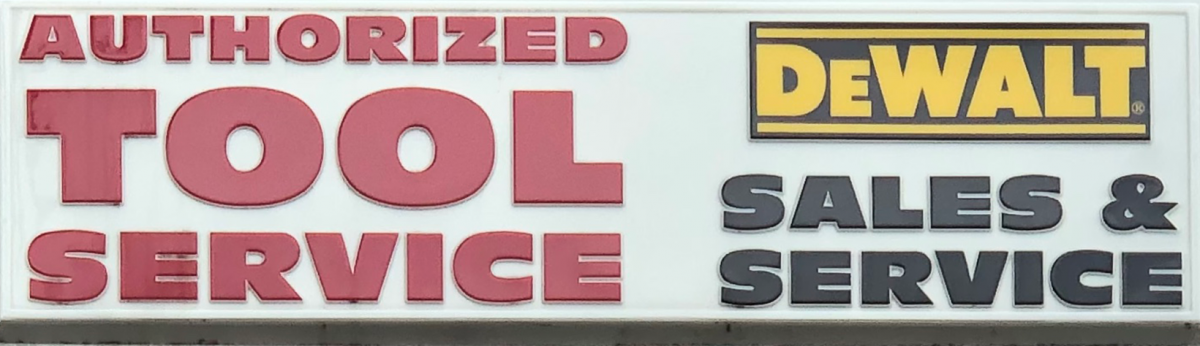 AUTHORIZED
TOOL
SERVICE
DEWALT®
SALES &
SERVICE